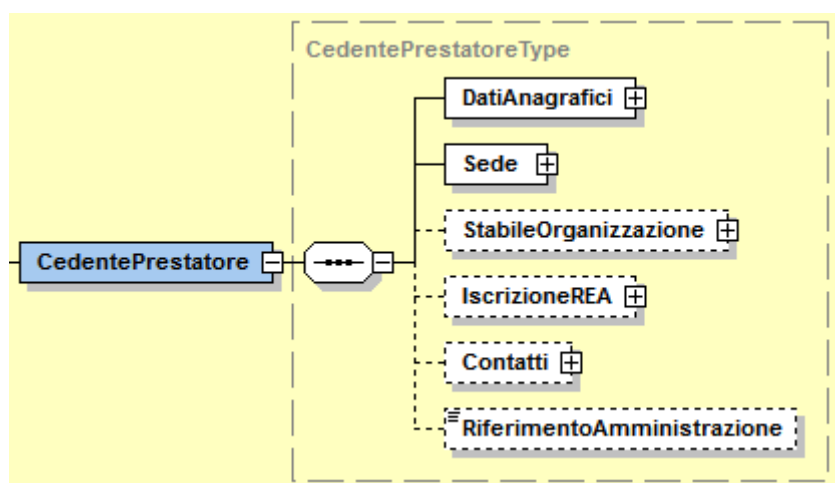 CedentePrestatoreType
DatiAnagrafici
Sede
StabileOrganizzazione
CedentePrestatore
IscrizioneREA
Contatti
RiferimentoAmministrazione